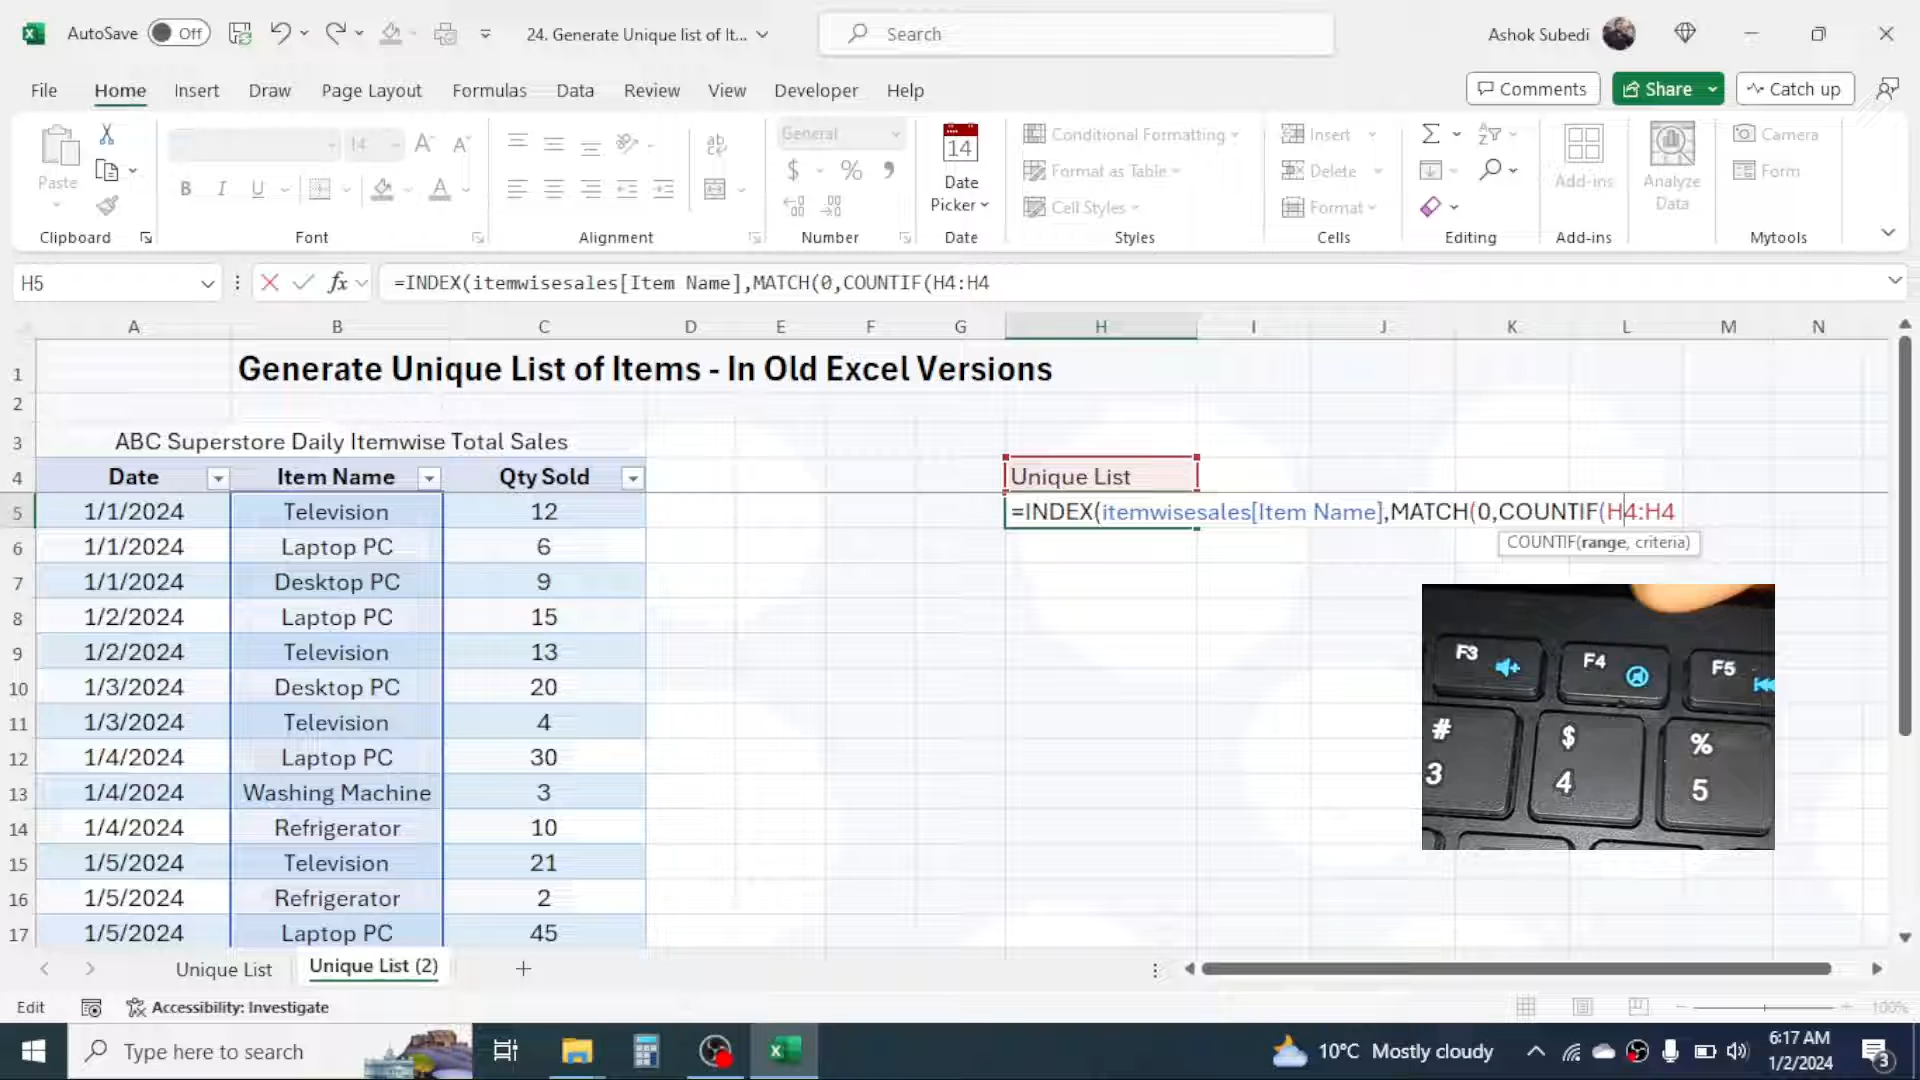 AutoSave Off 24. Generate Unique list of It... Search Ashok Subedi
File Home Insert Draw Page Layout Formulas Data Review View Developer Help Comments Share Catch up
Paste
14
B I U
ab
c
General
$ % 9
14
Date
Picker
Conditional Formatting
Format as Table
Cell Styles
Insert
Delete
Format
Add-ins
Analyze
Data
Camera
Form
Clipboard Font Alignment Number Date Styles Cells Editing Add-ins Mytools
H5 fx =INDEX(itemwisesales[Item Name],MATCH(0,COUNTIF(H4:H4
A B C D E F G H I J K L M N
1 Generate Unique List of Items - In Old Excel Versions
2
3 ABC Superstore Daily Itemwise Total Sales
4 Date Item Name Qty Sold Unique List
5 1/1/2024 Television 12 =INDEX(itemwisesales[Item Name],MATCH(0,COUNTIF(H4:H4
COUNTIF(range, criteria)
6 1/1/2024 Laptop PC 6
7 1/1/2024 Desktop PC 9
8 1/2/2024 Laptop PC 15
9 1/2/2024 Television 13
10 1/3/2024 Desktop PC 20
11 1/3/2024 Television 4
12 1/4/2024 Laptop PC 30
13 1/4/2024 Washing Machine 3
14 1/4/2024 Refrigerator 10
15 1/5/2024 Television 21
16 1/5/2024 Refrigerator 2
17 1/5/2024 Laptop PC 45
F3 F4 F5
# $ %
3 4 5
Unique List Unique List (2)
Edit Accessibility: Investigate 100%
Type here to search 10°C Mostly cloudy 6:17 AM
1/2/2024
3